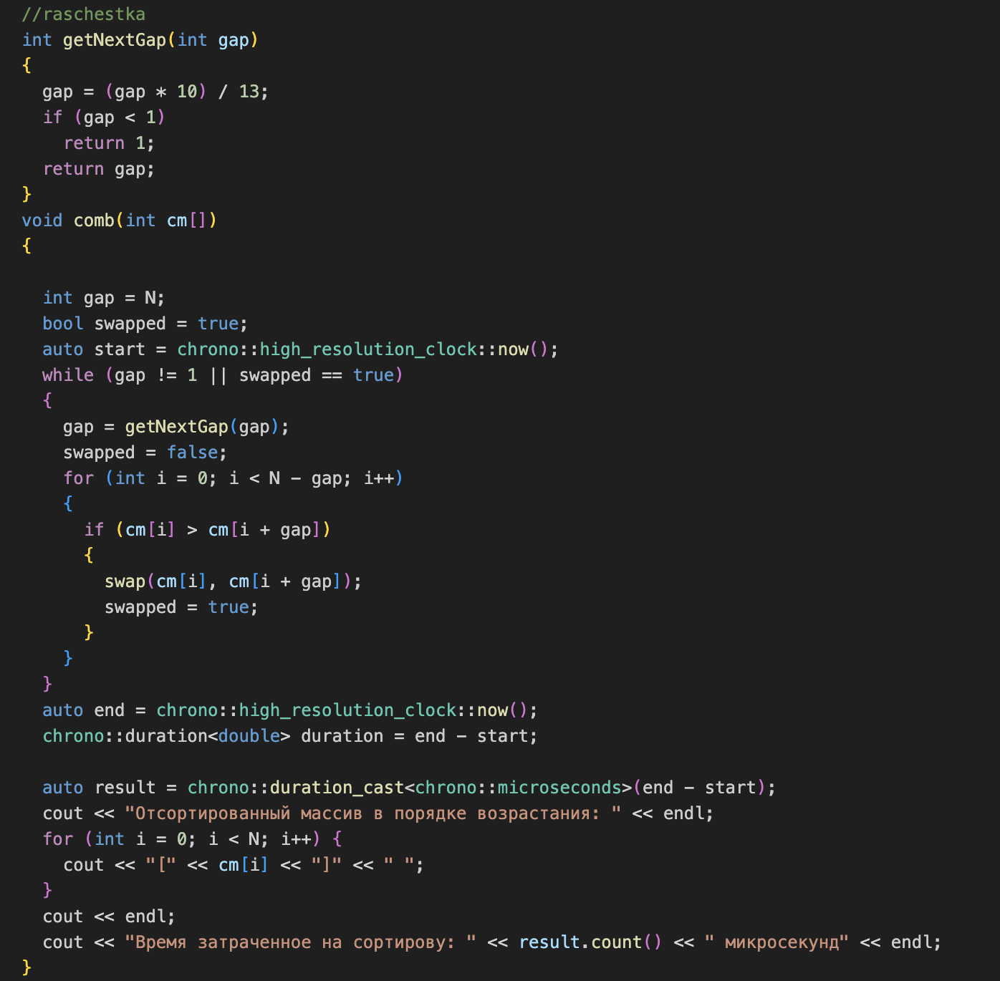 //raschestka
int getNextGap(int gap)
{
  gap = (gap * 10) / 13;
  if (gap < 1)
    return 1;
  return gap;
}
void comb(int cm[])
{

  int gap = N;
  bool swapped = true;
  auto start = chrono::high_resolution_clock::now();
  while (gap != 1 || swapped == true)
  {
    gap = getNextGap(gap);
    swapped = false;
    for (int i = 0; i < N - gap; i++)
    {
      if (cm[i] > cm[i + gap])
      {
        swap(cm[i], cm[i + gap]);
        swapped = true;
      }
    }
  }
  auto end = chrono::high_resolution_clock::now();
  chrono::duration<double> duration = end - start;

  auto result = chrono::duration_cast<chrono::microseconds>(end - start);
  cout << "Отсортированный массив в порядке возрастания: " << endl;
  for (int i = 0; i < N; i++) {
    cout << "[" << cm[i] << "]" << " ";
  }
  cout << endl;
  cout << "Время затраченное на сортирову: " << result.count() << " микросекунд" << endl;
}